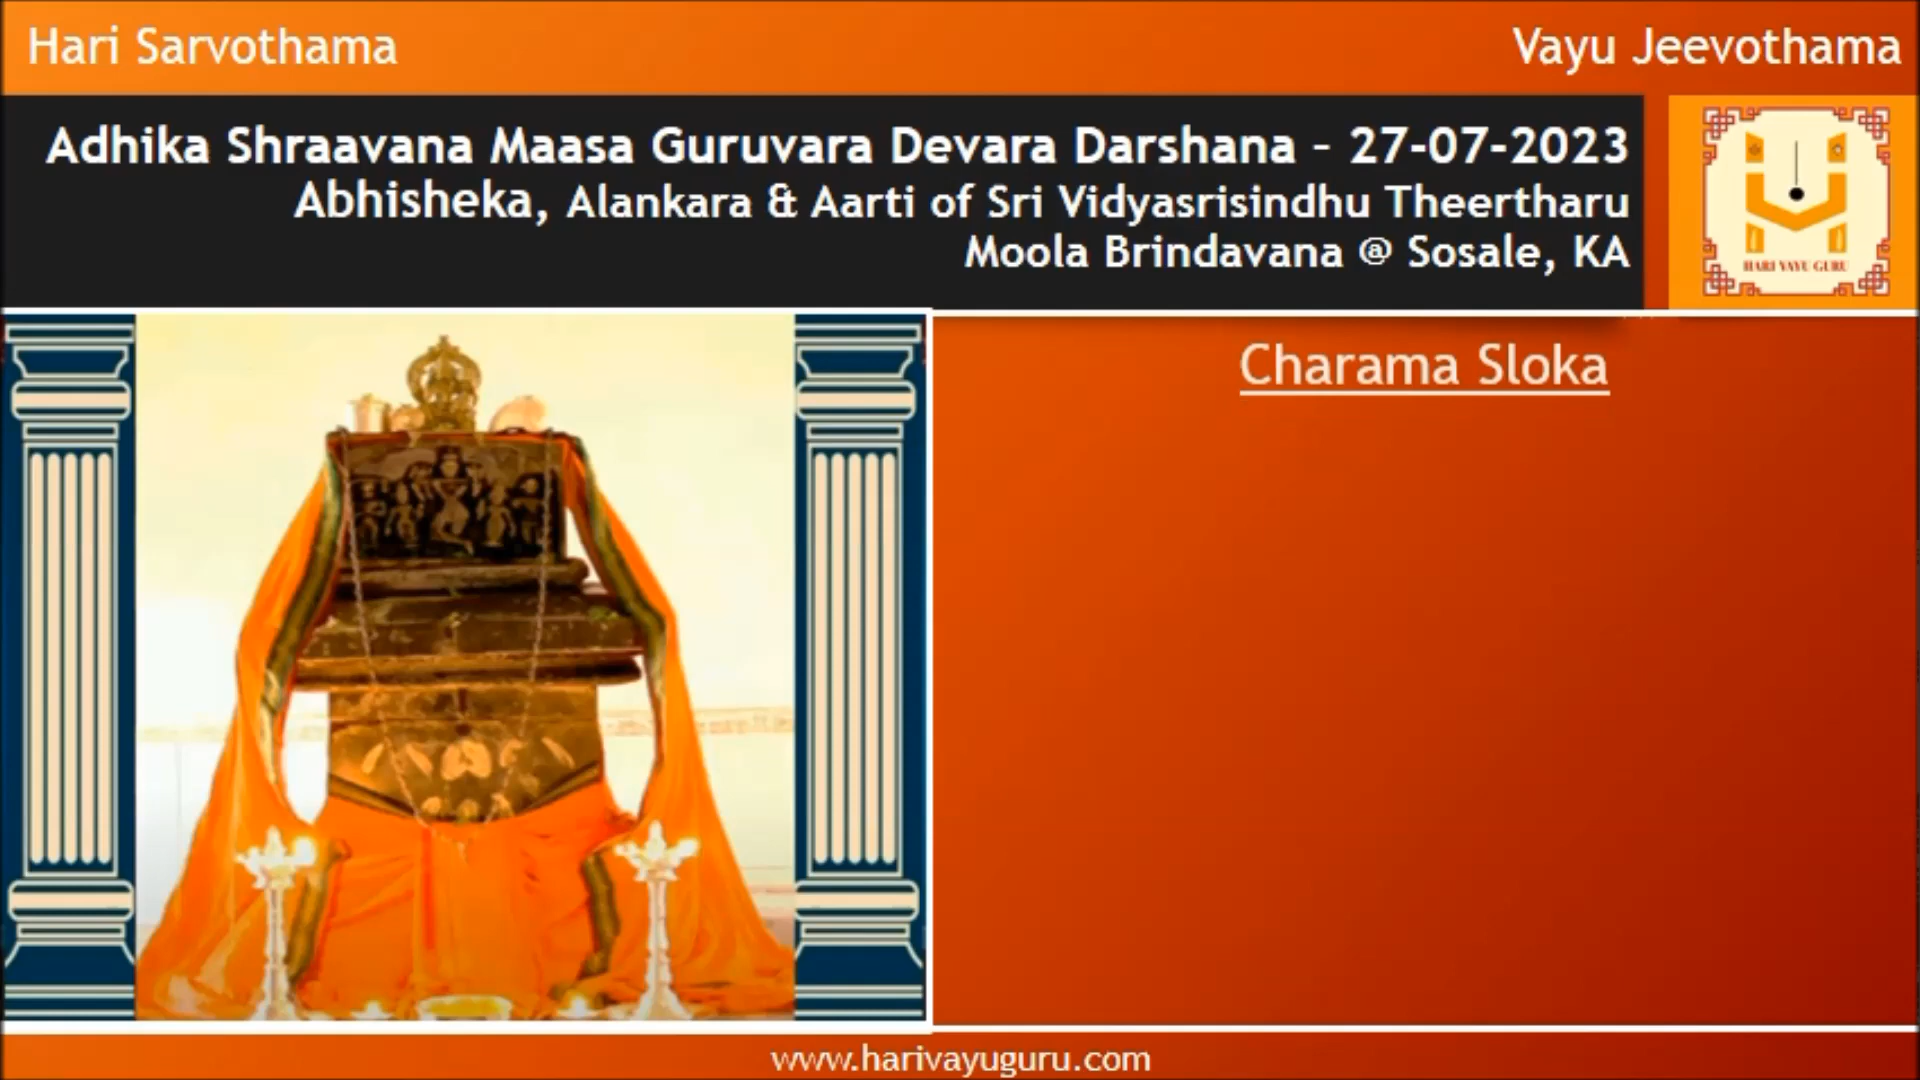 Hari Sarvothama
Vayu Jeevothama
Adhika Shraavana Maasa Guruvara Devara Darshana – 27-07-2023
Abhisheka, Alankara & Aarti of Sri Vidyasrisindhu Theertharu
Moola Brindavana @ Sosale, KA
HARI VAYU GURU
Charama Sloka
www.harivayuguru.com